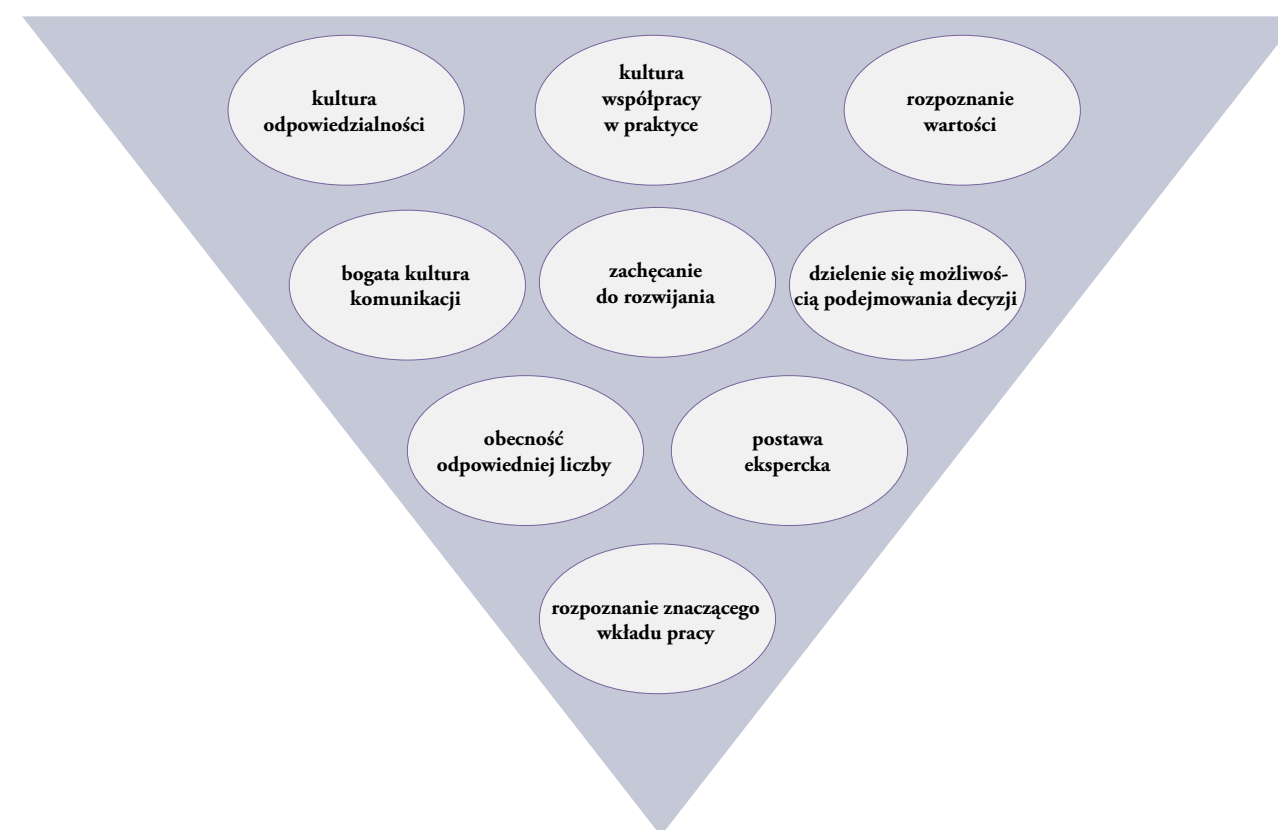 kultura
odpowiedzialności
kultura
współpracy
w praktyce
rozpoznanie
wartości
bogata kultura
komunikacji
zachęcanie
do rozwijania
dzielenie się możliwoś-
cią podejmowania decyzji
obecność
odpowiedniej liczby
postawa
ekspercka
rozpoznanie znaczącego
wkładu pracy